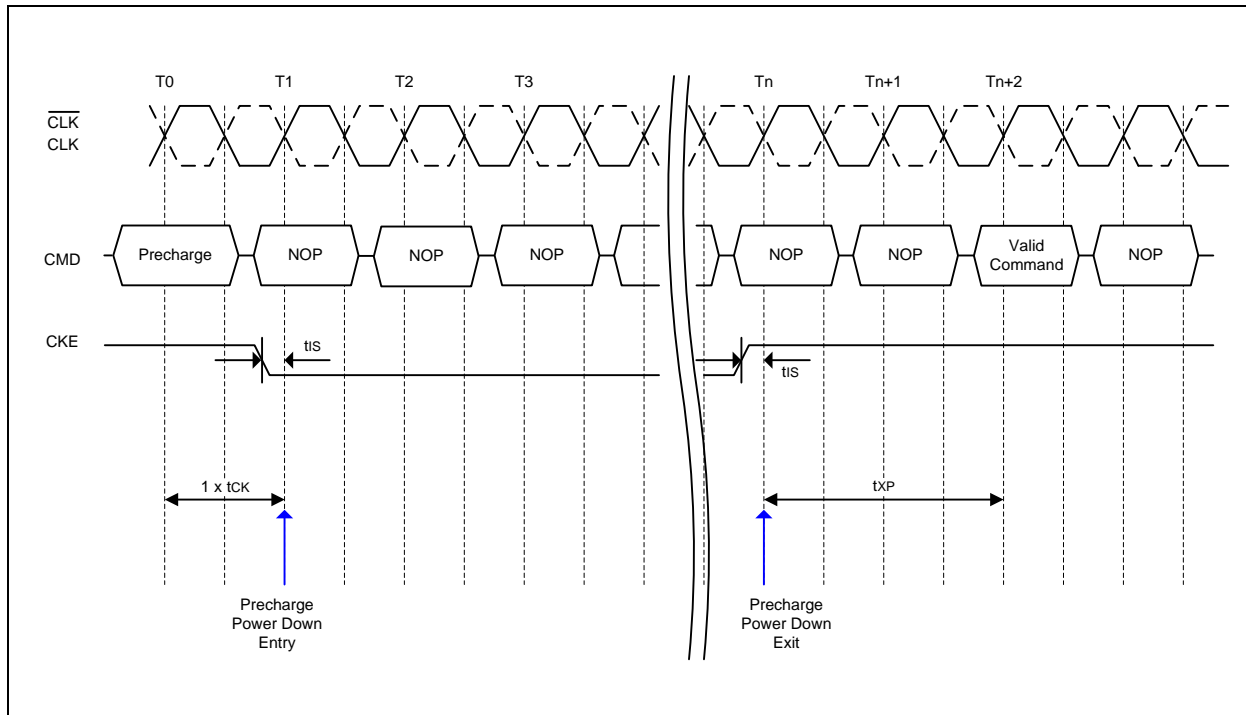 T0 T1 T2 T3 Tn Tn+1 Tn+2
CLK
CLK
CMD Precharge NOP NOP NOP NOP NOP Valid Command NOP
CKE tIS tIS
1 x tCK tXP
Precharge
Power Down
Entry
Precharge
Power Down
Exit